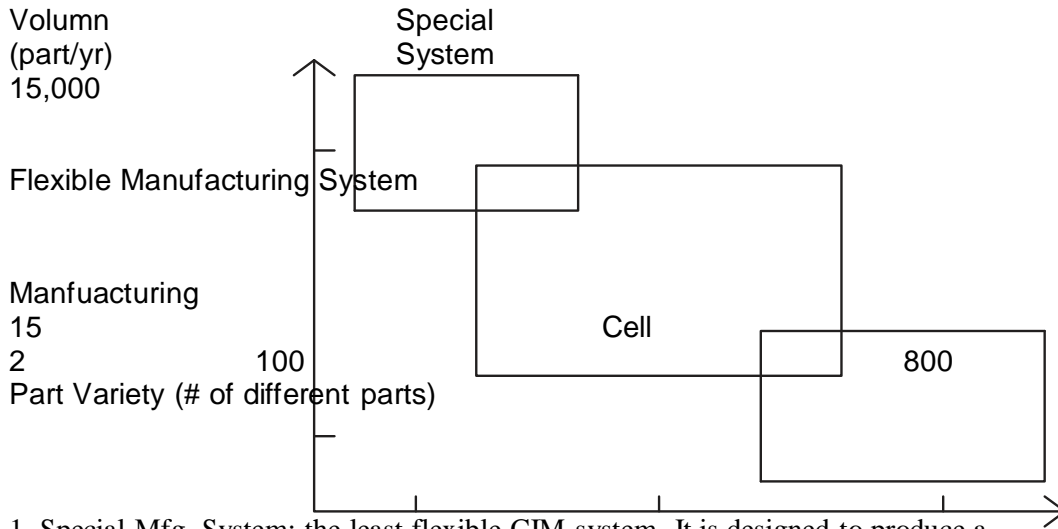 Volumn Special
(part/yr) System
15,000
Flexible Manufacturing System
Manfuacturing
15 Cell
2 100 800
Part Variety (# of different parts)
1. Special Mfg. System: the least flexible CIM system. It is designed to produce a